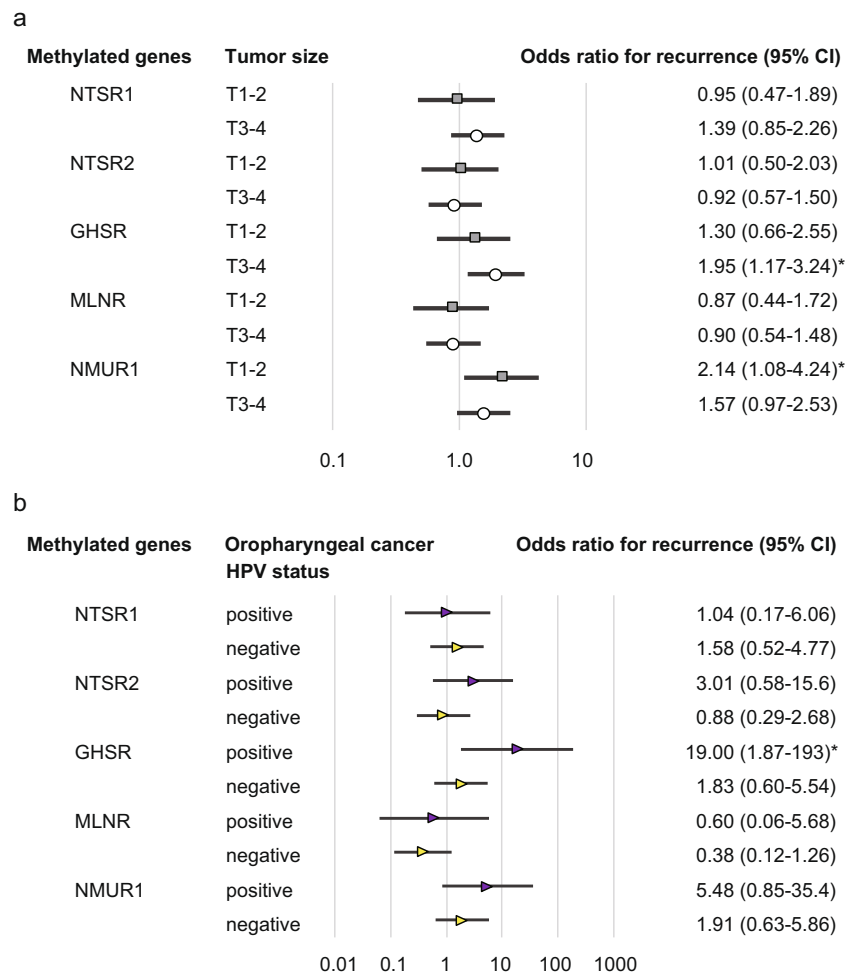 a
Methylated genes Tumor size Odds ratio for recurrence (95% CI)
NTSR1 T1-2 0.95 (0.47-1.89)
T3-4 1.39 (0.85-2.26)
NTSR2 T1-2 1.01 (0.50-2.03)
T3-4 0.92 (0.57-1.50)
GHSR T1-2 1.30 (0.66-2.55)
T3-4 1.95 (1.17-3.24)*
MLNR T1-2 0.87 (0.44-1.72)
T3-4 0.90 (0.54-1.48)
NMUR1 T1-2 2.14 (1.08-4.24)*
T3-4 1.57 (0.97-2.53)
0.1 1.0 10
b
Methylated genes Oropharyngeal cancer Odds ratio for recurrence (95% CI)
HPV status
NTSR1 positive 1.04 (0.17-6.06)
negative 1.58 (0.52-4.77)
NTSR2 positive 3.01 (0.58-15.6)
negative 0.88 (0.29-2.68)
GHSR positive 19.00 (1.87-193)*
negative 1.83 (0.60-5.54)
MLNR positive 0.60 (0.06-5.68)
negative 0.38 (0.12-1.26)
NMUR1 positive 5.48 (0.85-35.4)
negative 1.91 (0.63-5.86)
0.01 0.1 1 10 100 1000